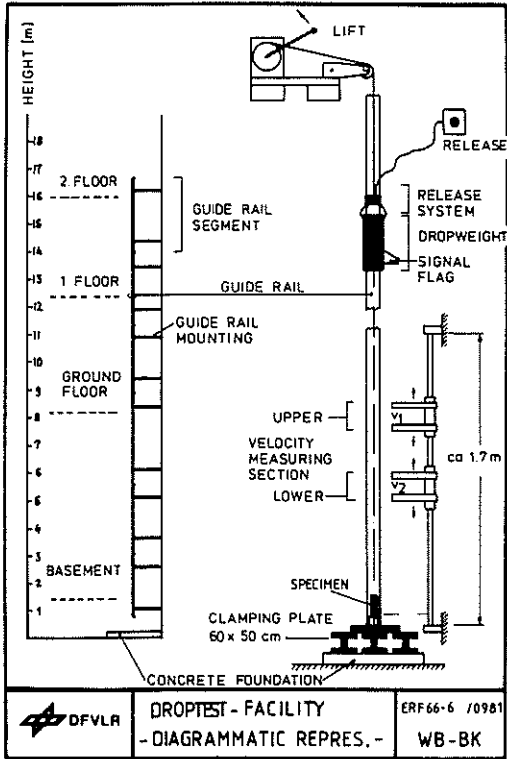 HEIGHT [m]
LIFT
18
17
16
15
14
13
12
11
10
9
8
7
6
5
4
3
2
1
2. FLOOR
1 FLOOR
GROUND
FLOOR
BASEMENT
GUIDE RAIL
SEGMENT
GUIDE RAIL
GUIDE RAIL
MOUNTING
RELEASE
RELEASE
SYSTEM
DROPWEIGHT
SIGNAL
FLAG
UPPER
VELOCITY
MEASURING
SECTION
LOWER
V1
V2
ca 1.7m
SPECIMEN
CLAMPING PLATE
60 x 50 cm
CONCRETE FOUNDATION
DFVLR
DROPTEST - FACILITY
- DIAGRAMMATIC REPRES. -
ERF66-6 /0981
WB-BK